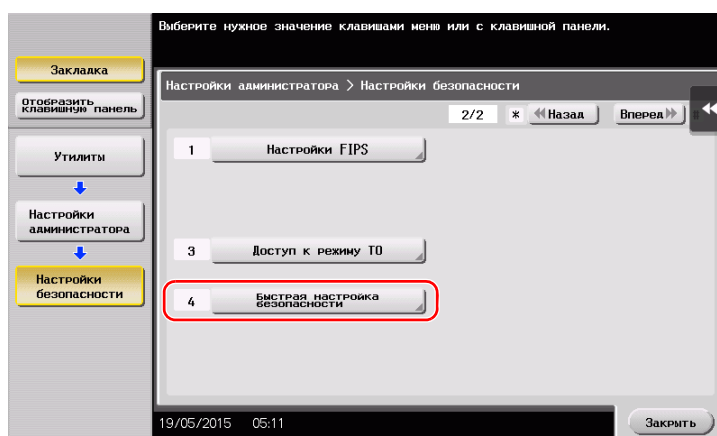 Выберите нужное значение клавишами меню или с клавишной панели.
Закладка
Отобразить
клавишную панель
Настройки администратора > Настройки безопасности
2/2 * Назад Вперед
Утилиты
1 Настройки FIPS
Настройки
администратора
3 Доступ к режиму ТО
Настройки
безопасности
4 Быстрая настройка
безопасности
19/05/2015 05:11
Закрыть